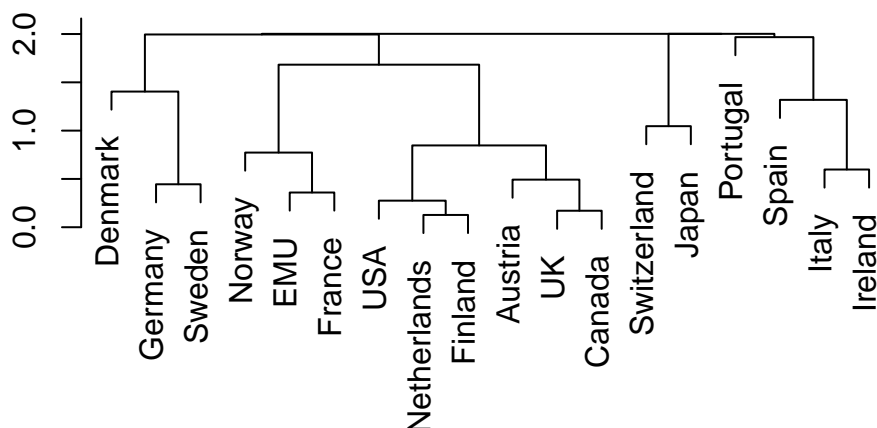 2.0
1.0
0.0
Denmark
Germany
Sweden
Norway
EMU
France
USA
Netherlands
Finland
Austria
UK
Canada
Switzerland
Japan
Portugal
Spain
Italy
Ireland